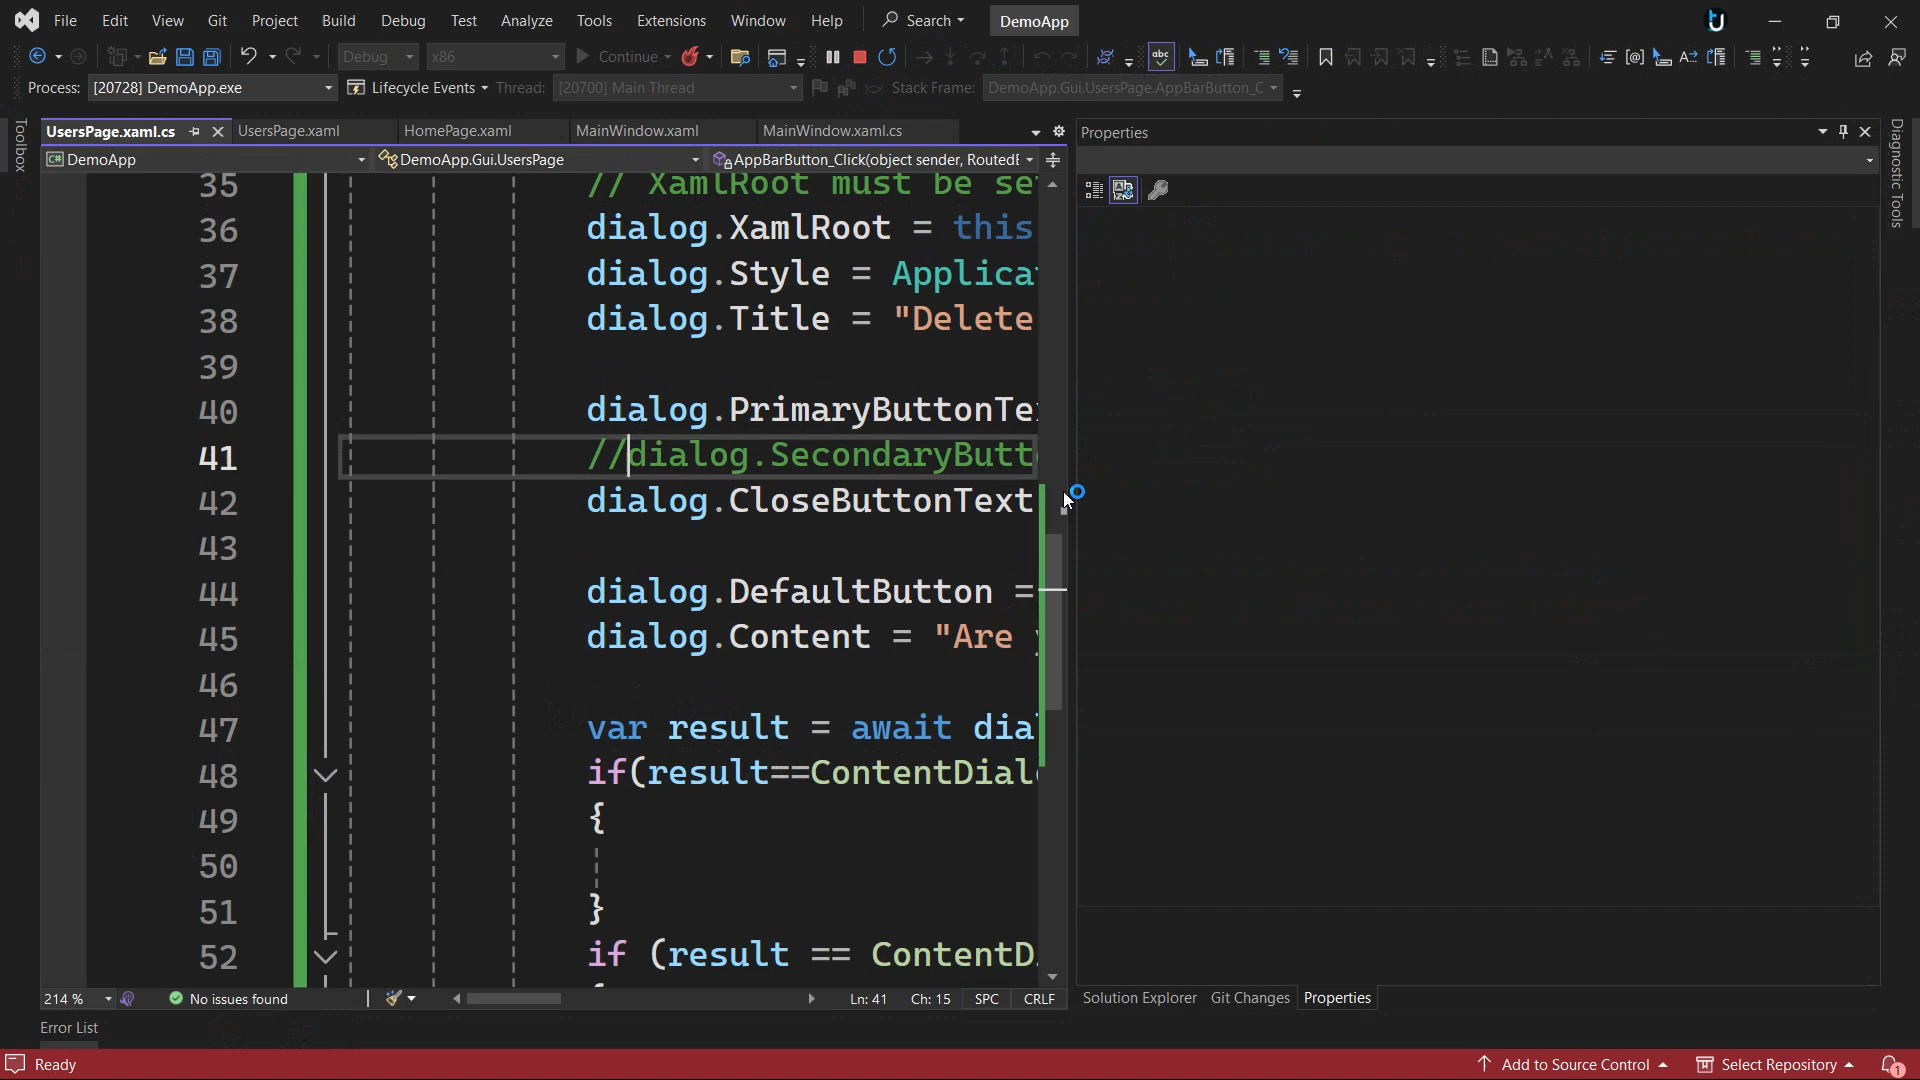 File Edit View Git Project Build Debug Test Analyze Tools Extensions Window Help Search DemoApp
Debug x86 Continue
Process: [20728] DemoApp.exe Lifecycle Events Thread: [20700] Main Thread Stack Frame: DemoApp.Gui.UsersPage.AppBarButton_C
Toolbox
UsersPage.xaml.cs UsersPage.xaml HomePage.xaml MainWindow.xaml MainWindow.xaml.cs
Properties
Diagnostic Tools
DemoApp DemoApp.Gui.UsersPage AppBarButton_Click(object sender, RoutedE
35 // XamlRoot must be se
36 dialog.XamlRoot = this
37 dialog.Style = Applica
38 dialog.Title = "Delete
39
40 dialog.PrimaryButtonTe
41 //dialog.SecondaryButt
42 dialog.CloseButtonText
43
44 dialog.DefaultButton =
45 dialog.Content = "Are
46
47 var result = await dia
48 if(result==ContentDial
49 {
50
51 }
52 if (result == ContentD
214 % No issues found Ln: 41 Ch: 15 SPC CRLF
Solution Explorer Git Changes Properties
Error List
Ready Add to Source Control Select Repository 1